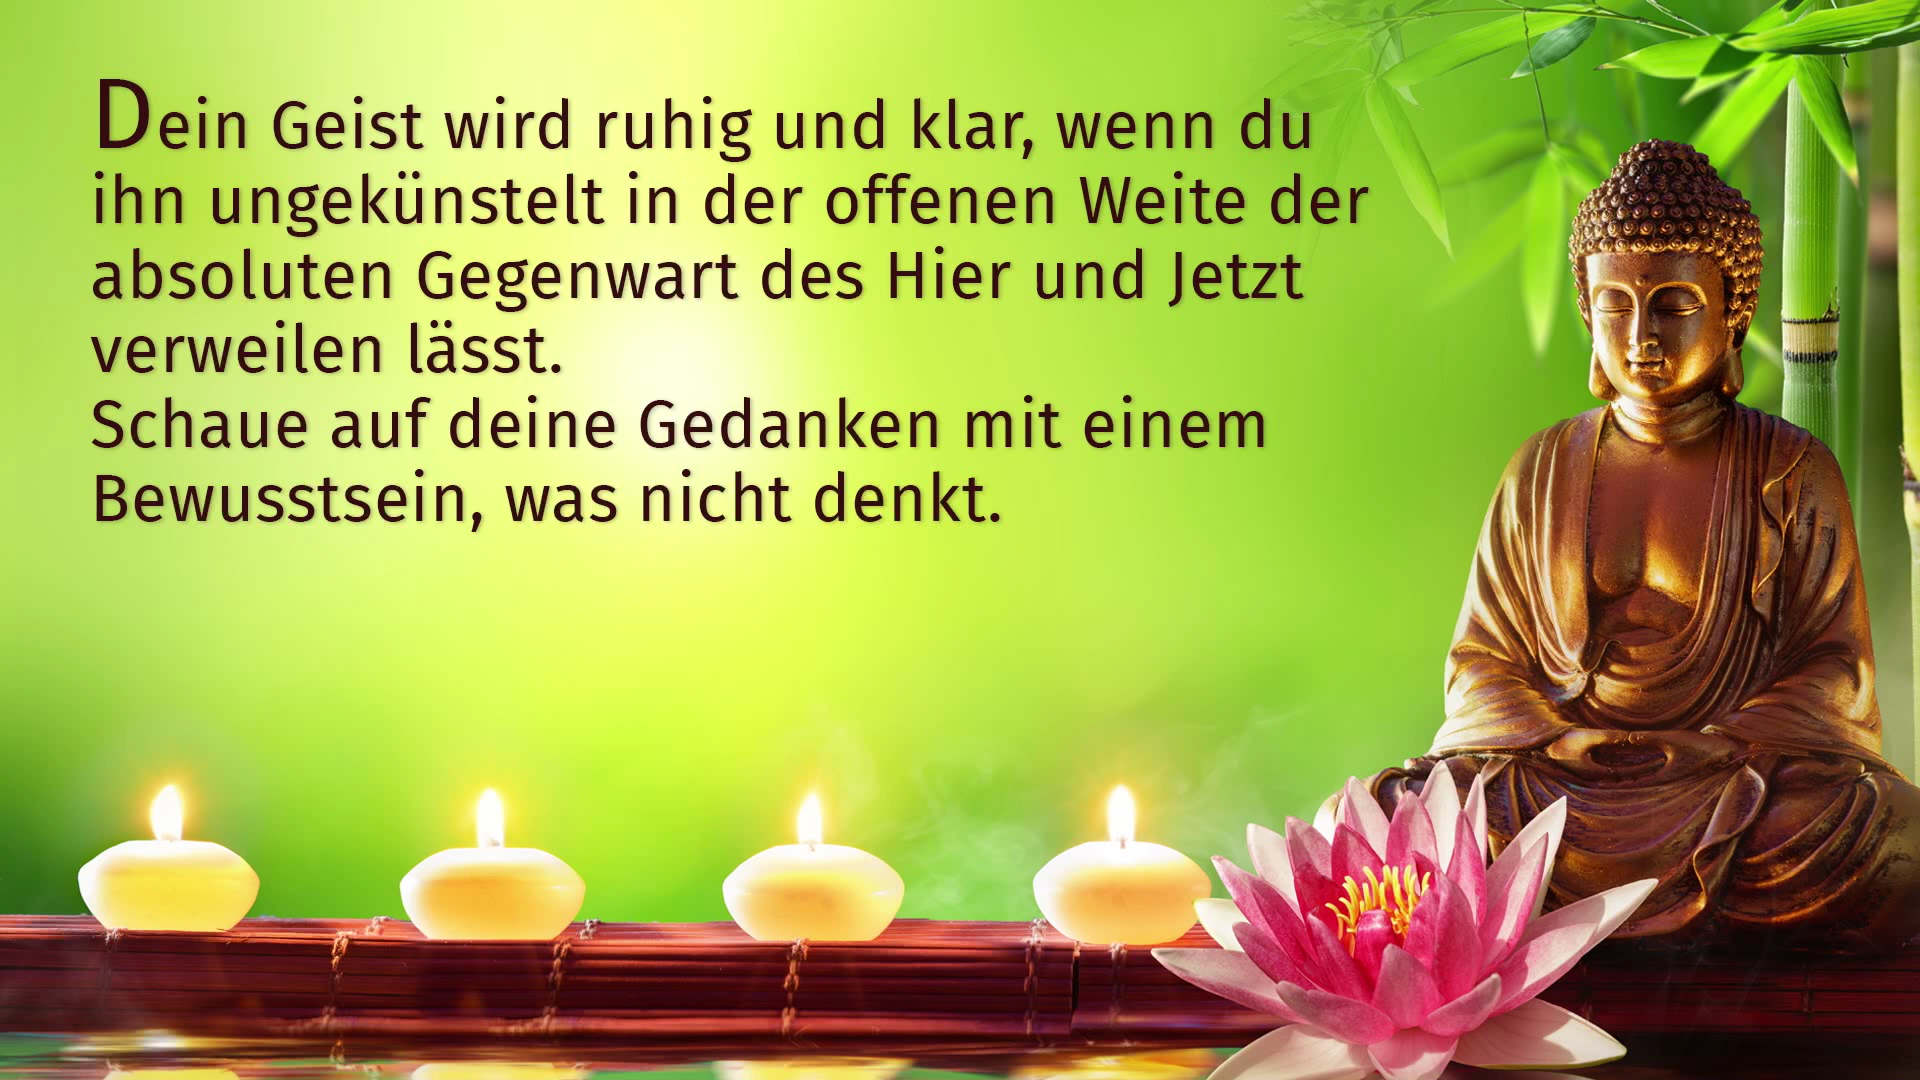 Dein Geist wird ruhig und klar, wenn du
ihn ungekünstelt in der offenen Weite der
absoluten Gegenwart des Hier und Jetzt
verweilen lässt.
Schaue auf deine Gedanken mit einem
Bewusstsein, was nicht denkt.